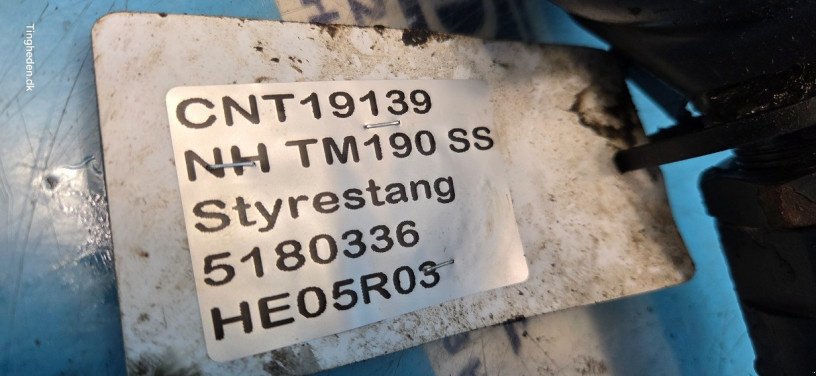 Tingheden.dk
CNT19139
NH TM190 SS
Styrestang
5180336
HE05R03